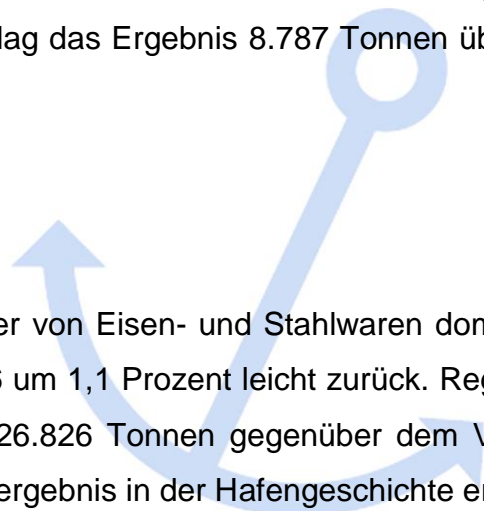 lag das Ergebnis 8.787 Tonnen üb
er von Eisen- und Stahlwaren don
6 um 1,1 Prozent leicht zurück. Reg
26.826 Tonnen gegenüber dem V
ergebnis in der Hafengeschichte er